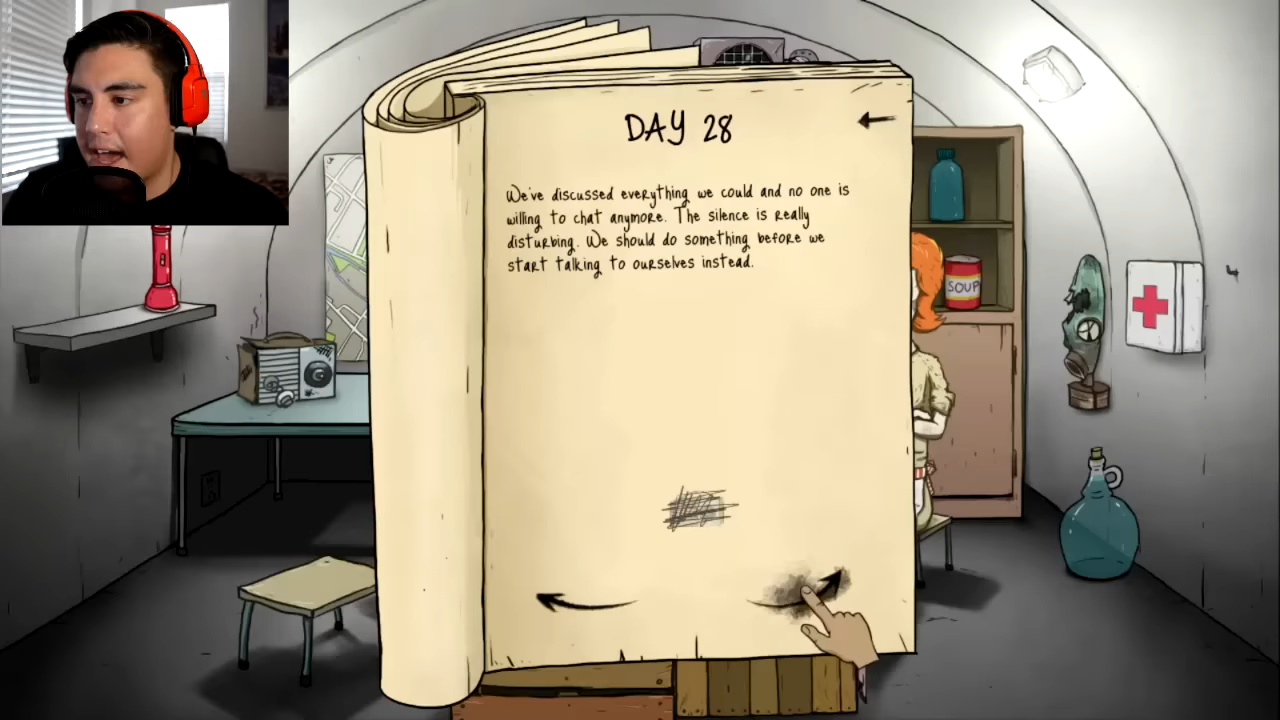 DAY 28
We've discussed everything we could and no one is
willing to chat anymore. The silence is really
disturbing. We should do something before we
start talking to ourselves instead.
SOUP